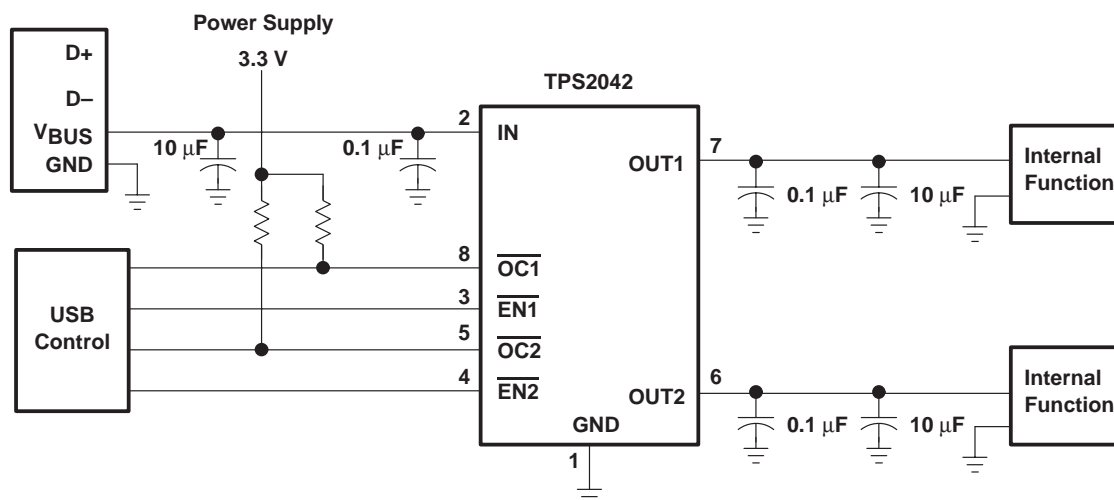 Power Supply
3.3 V
D+
D–
VBUS
GND
10 μF
0.1 μF
TPS2042
2
IN
OUT1
7
0.1 μF
10 μF
Internal
Function
USB
Control
8
OC1
3
EN1
5
OC2
4
EN2
OUT2
6
GND
1
0.1 μF
10 μF
Internal
Function